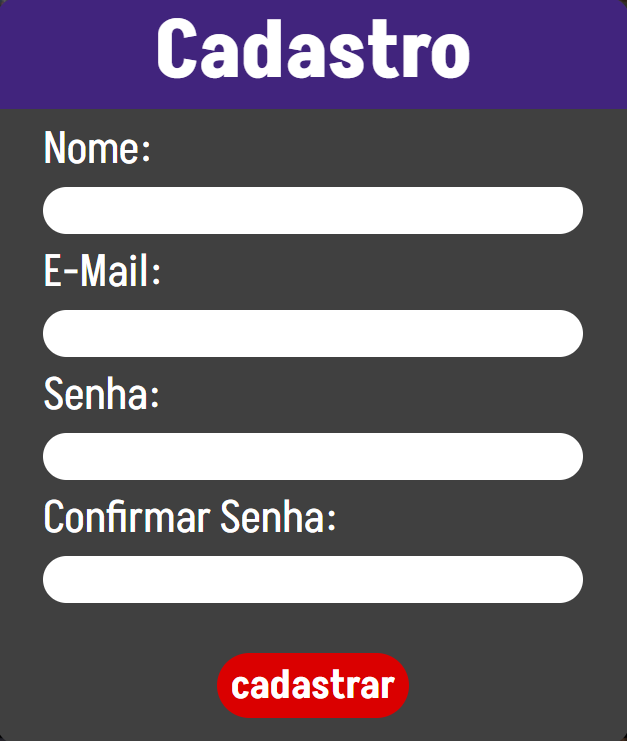 Cadastro
Nome:
E-Mail:
Senha:
Confirmar Senha:
cadastrar